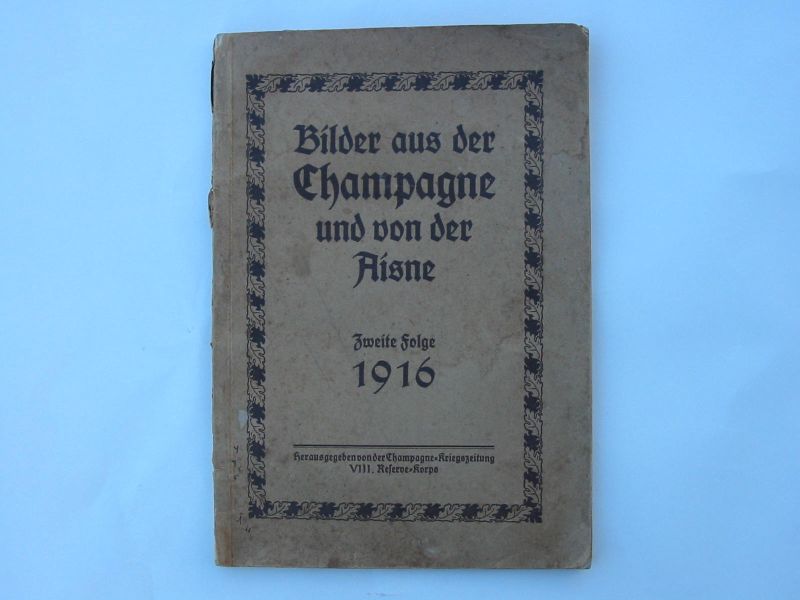 Bilder aus der
Champagne
und von der
Aisne
Zweite Folge
1916
Herausgegeben von der Champagne-Kriegszeitung
VIII. Reserve-Korps